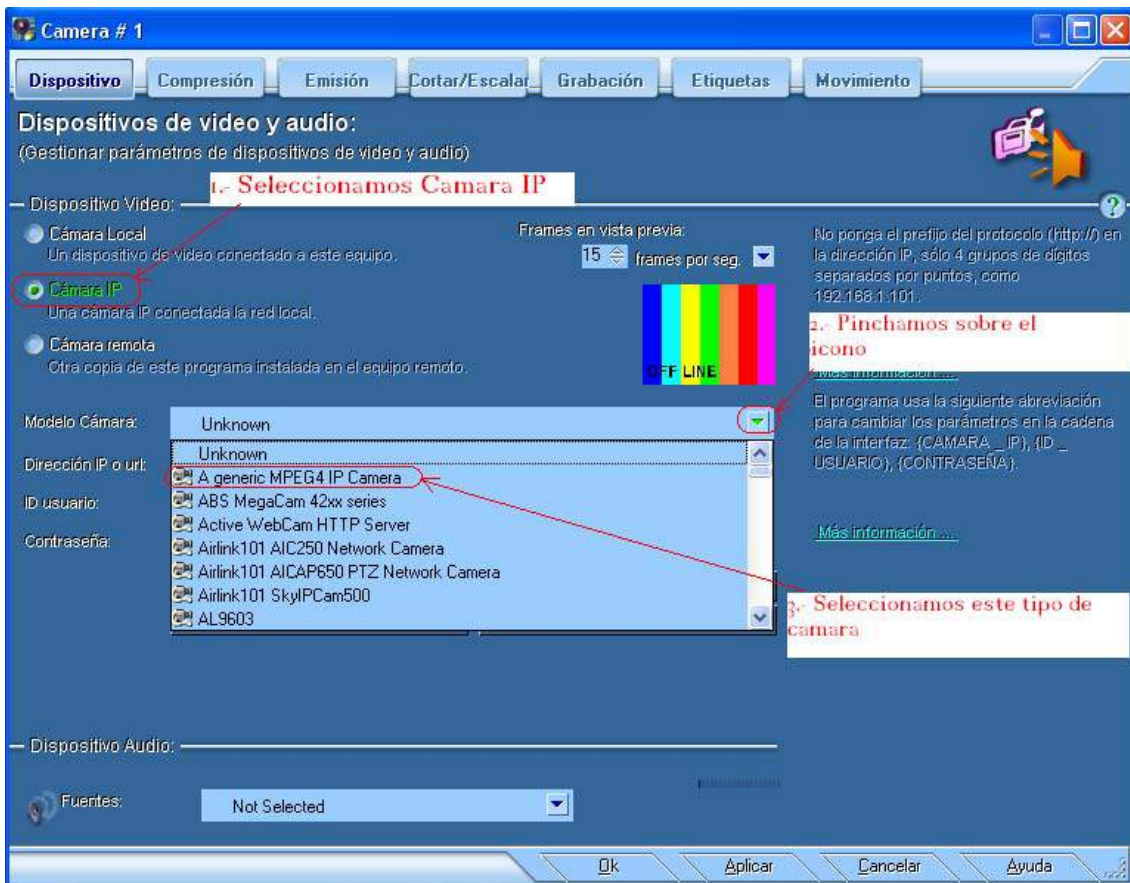 Camera # 1
Dispositivo
Compresión
Emisión
Cortar/Escalar
Grabación
Etiquetas
Movimiento
Dispositivos de video y audio:
(Gestionar parámetros de dispositivos de video y audio)
1.- Seleccionamos Camara IP
Dispositivo Video:
Cámara Local
Un dispositivo de video conectado a este equipo.
Cámara IP
Una cámara IP conectada la red local.
Cámara remota
Otra copia de este programa instalada en el equipo remoto.
Frames en vista previa:
15 frames por seg.
OFF LINE
?
No ponga el prefijo del protocolo (http://) en
la dirección IP, sólo 4 grupos de dígitos
separados por puntos, como
192.168.1.101.
2.- Pinchamos sobre el
icono
Más información ...
El programa usa la siguiente abreviación
para cambiar los parámetros en la cadena
de la interfaz: {CAMARA _ IP}, {ID _
USUARIO}, {CONTRASEÑA}.
Más información ...
Modelo Cámara:
Unknown
Dirección IP o url:
ID usuario:
Contraseña:
Unknown
A generic MPEG4 IP Camera
ABS MegaCam 42xx series
Active WebCam HTTP Server
Airlink101 AIC250 Network Camera
Airlink101 AICAP650 PTZ Network Camera
Airlink101 SkyIPCam500
AL9603
3.- Seleccionamos este tipo de
camara
Dispositivo Audio:
Fuentes:
Not Selected
Ok
Aplicar
Cancelar
Ayuda